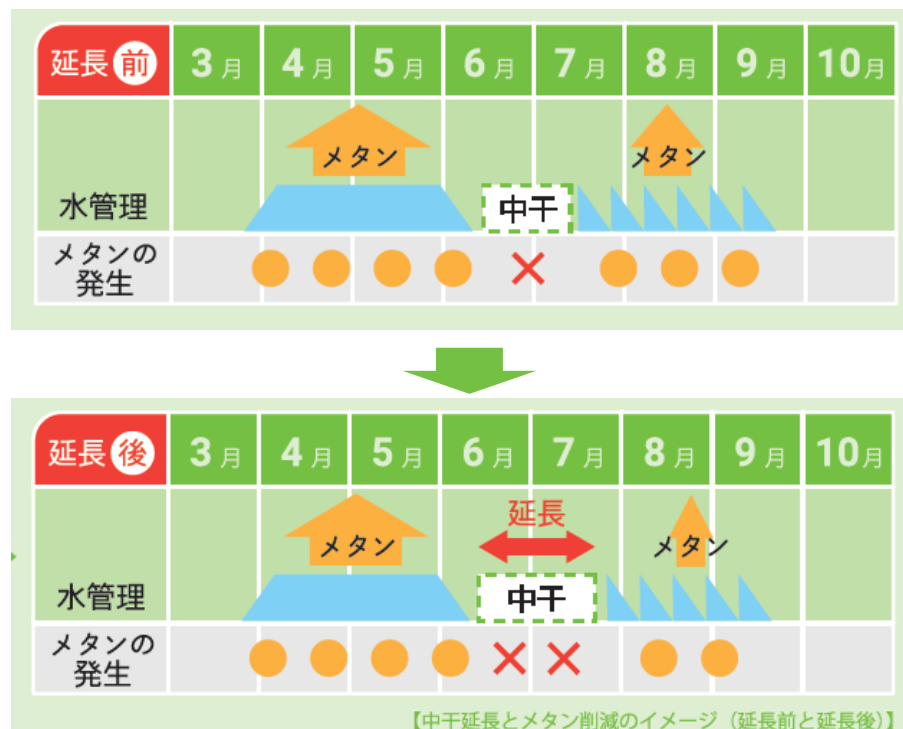 延長前 3月 4月 5月 6月 7月 8月 9月 10月
メタン メタン
水管理 中干
メタンの
発生
延長後 3月 4月 5月 6月 7月 8月 9月 10月
延長
メタン メタン
水管理 中干
メタンの
発生
【中干延長とメタン削減のイメージ（延長前と延長後）】